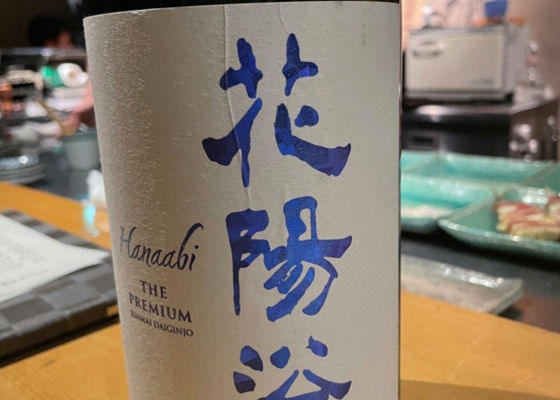 花陽浴
Hanaabi
THE
PREMIUM
JUNMAI DAIGINJO